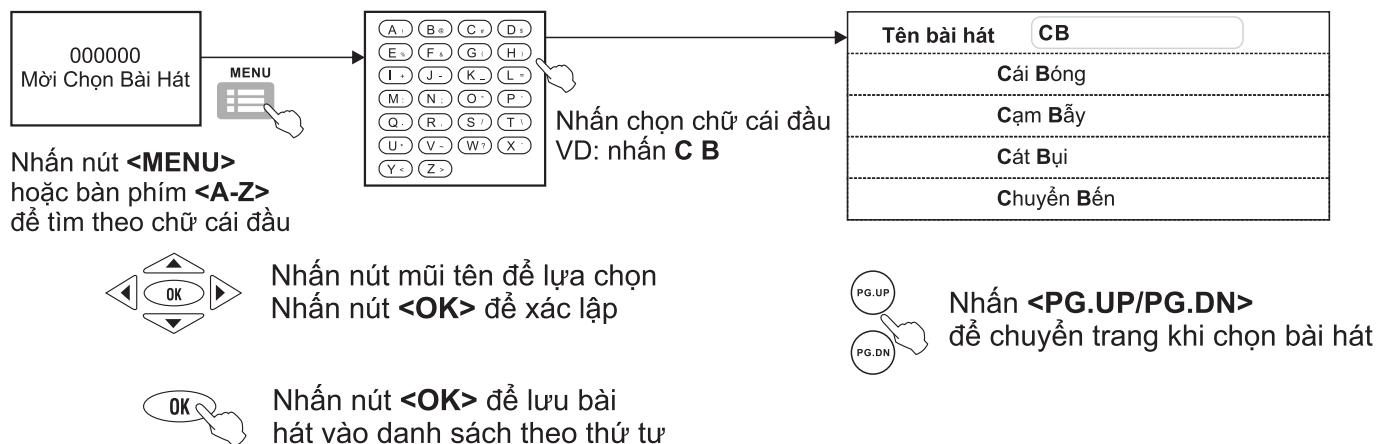 000000
Mời Chọn Bài Hát
MENU
Nhấn nút <MENU>
hoặc bàn phím <A-Z>
để tìm theo chữ cái đầu
A B @ C # D $
E % F & G ( H )
I + J - K _ L =
M : N ; O P
Q R S / T \
U V W ? X
Y < Z >
Nhấn chọn chữ cái đầu
VD: nhấn C B
Tên bài hát CB
Cái Bóng
Cạm Bẫy
Cát Bụi
Chuyển Bến
OK
Nhấn nút mũi tên để lựa chọn
Nhấn nút <OK> để xác lập
PG.UP
PG.DN
Nhấn <PG.UP/PG.DN>
để chuyển trang khi chọn bài hát
OK
Nhấn nút <OK> để lưu bài
hát vào danh sách theo thứ tự